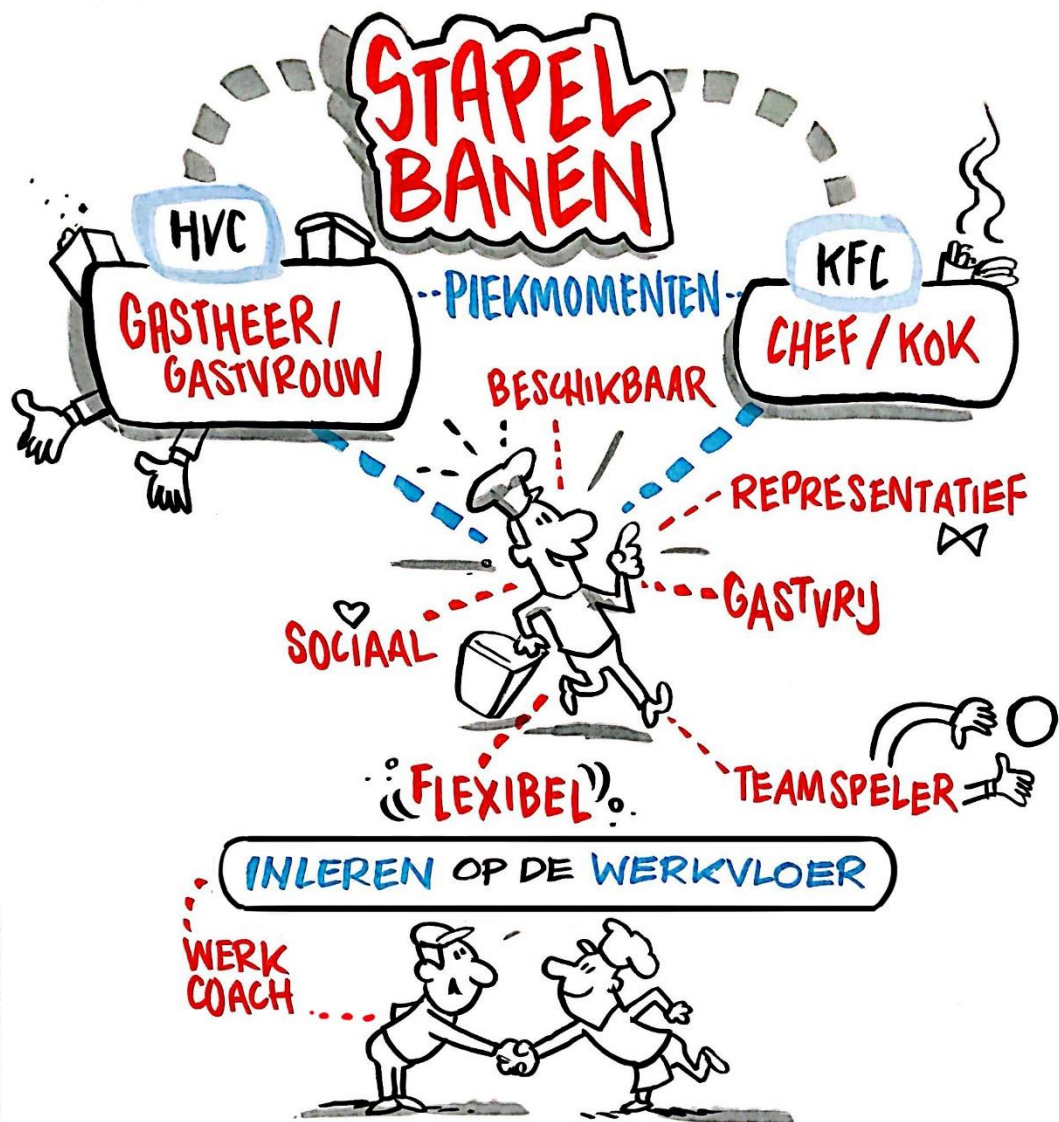 STAPEL
BANEN
HVC
KFC
GASTHEER/
GASTVROUW
PIEKMOMENTEN
CHEF/KOK
BESCHIKBAAR
REPRESENTATIEF
GASTVRIJ
SOCIAAL
FLEXIBEL
TEAMSPELER
INLEREN OP DE WERKVLOER
WERK
COACH